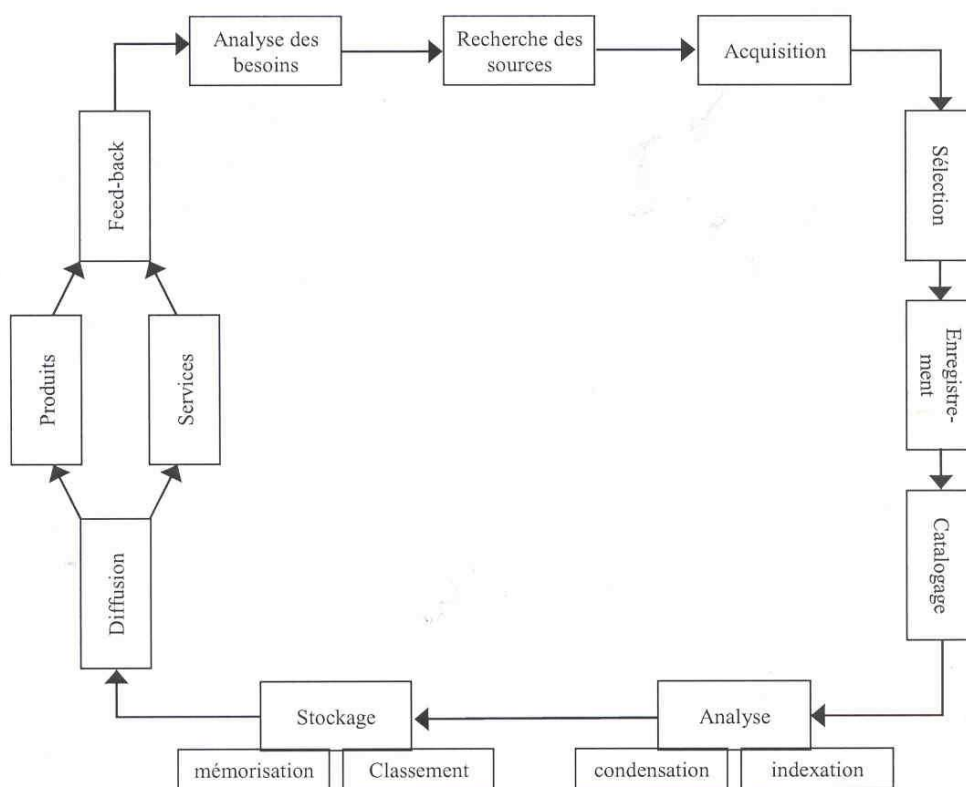 Analyse des
besoins
Recherche des
sources
Acquisition
Sélection
Enregistre-
ment
Catalogage
Analyse
condensation
indexation
Stockage
mémorisation
Classement
Diffusion
Produits
Services
Feed-back